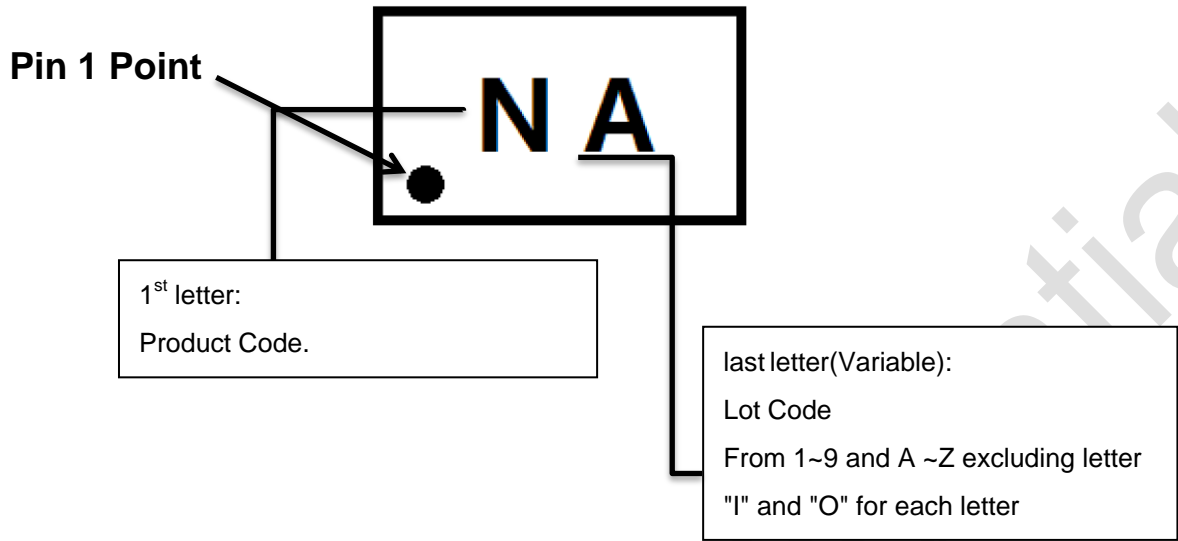 Pin 1 Point
N A
1st letter:
Product Code.
last letter(Variable):
Lot Code
From 1~9 and A ~Z excluding letter
"I" and "O" for each letter